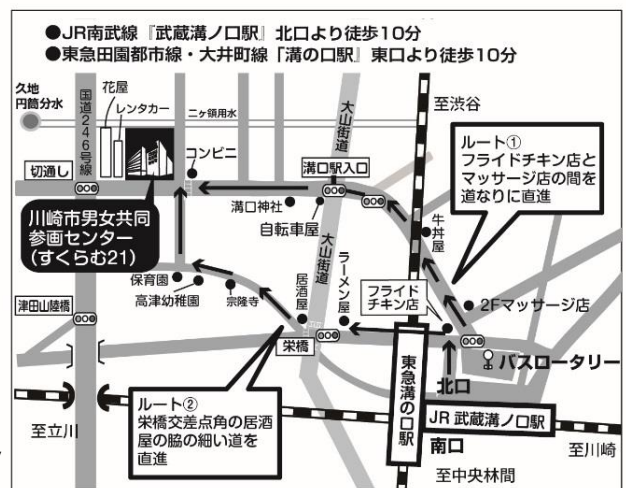 ●JR南武線『武蔵溝ノ口駅』北口より徒歩10分
●東急田園都市線・大井町線「溝の口駅」東口より徒歩10分
久地
円筒分水
国道246号線
花屋
レンタカー
二ヶ領用水
コンビニ
大山街道
至渋谷
ルート①
フライドチキン店と
マッサージ店の間を
道なりに直進
切通し
溝口駅入口
溝口神社
自転車屋
牛丼屋
川崎市男女共同
参画センター
(すくらむ21)
大山街道
ラーメン屋
居酒屋
保育園
高津幼稚園
宗隆寺
フライド
チキン店
2Fマッサージ店
津田山陸橋
栄橋
バスロータリー
北口
東急溝の口駅
JR 武蔵溝ノ口駅
南口
ルート②
栄橋交差点角の居酒
屋の脇の細い道を
直進
至立川
至川崎
至中央林間